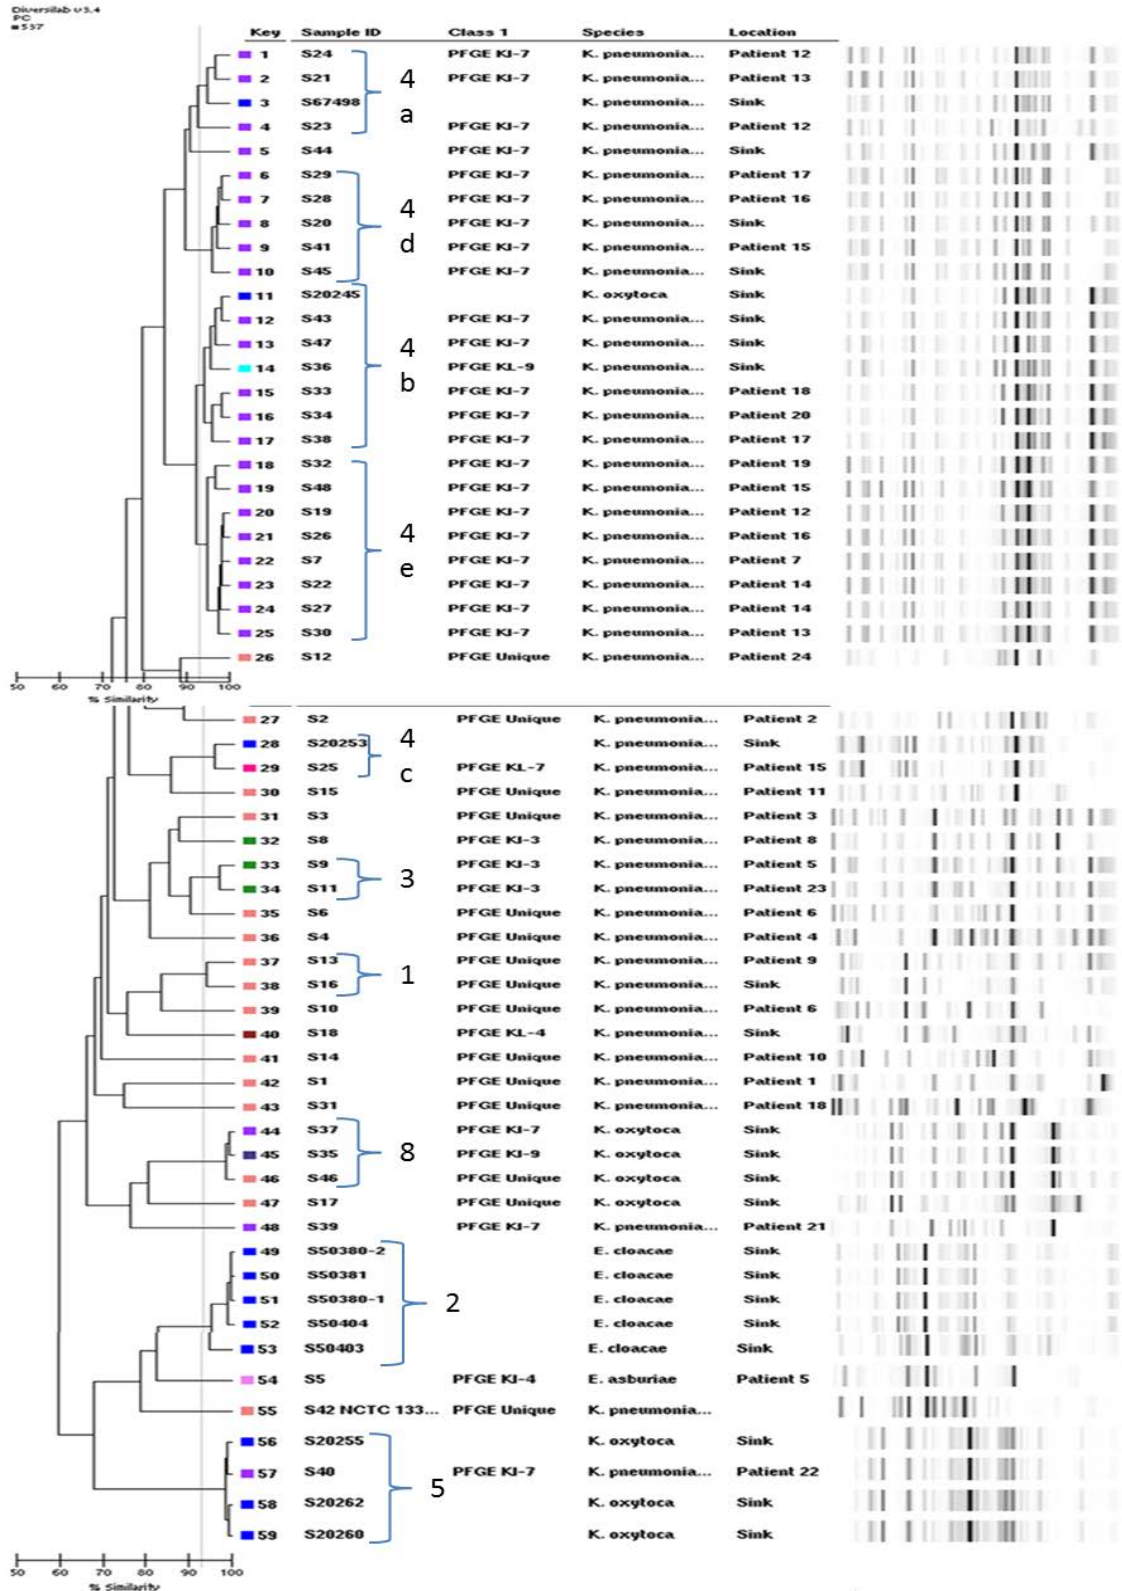 Diversilab v3.4
PC
#537
Key Sample ID Class 1 Species Location
1 S24 PFGE KJ-7 K. pneumonia... Patient 12
2 S21 PFGE KJ-7 K. pneumonia... Patient 13
3 S67498 K. pneumonia... Sink
4 S23 PFGE KJ-7 K. pneumonia... Patient 12
4
a
5 S44 PFGE KJ-7 K. pneumonia... Sink
6 S29 PFGE KJ-7 K. pneumonia... Patient 17
7 S28 PFGE KJ-7 K. pneumonia... Patient 16
8 S20 PFGE KJ-7 K. pneumonia... Sink
9 S41 PFGE KJ-7 K. pneumonia... Patient 15
10 S45 PFGE KJ-7 K. pneumonia... Sink
4
d
11 S20245 K. oxytoca Sink
12 S43 PFGE KJ-7 K. pneumonia... Sink
13 S47 PFGE KJ-7 K. pneumonia... Sink
14 S36 PFGE KL-9 K. pneumonia... Sink
15 S33 PFGE KJ-7 K. pneumonia... Patient 18
16 S34 PFGE KJ-7 K. pneumonia... Patient 20
17 S38 PFGE KJ-7 K. pneumonia... Patient 17
4
b
18 S32 PFGE KJ-7 K. pneumonia... Patient 19
19 S48 PFGE KJ-7 K. pneumonia... Patient 15
20 S19 PFGE KJ-7 K. pneumonia... Patient 12
21 S26 PFGE KJ-7 K. pneumonia... Patient 16
22 S7 PFGE KJ-7 K. pnuemonia... Patient 7
23 S22 PFGE KJ-7 K. pneumonia... Patient 14
24 S27 PFGE KJ-7 K. pneumonia... Patient 14
25 S30 PFGE KJ-7 K. pneumonia... Patient 13
4
e
26 S12 PFGE Unique K. pneumonia... Patient 24
50 60 70 80 90 100
% Similarity
27 S2 PFGE Unique K. pneumonia... Patient 2
28 S20253 K. pneumonia... Sink
29 S25 PFGE KL-7 K. pneumonia... Patient 15
4
c
30 S15 PFGE Unique K. pneumonia... Patient 11
31 S3 PFGE Unique K. pneumonia... Patient 3
32 S8 PFGE KJ-3 K. pneumonia... Patient 8
33 S9 PFGE KJ-3 K. pneumonia... Patient 5
34 S11 PFGE KJ-3 K. pneumonia... Patient 23
3
35 S6 PFGE Unique K. pneumonia... Patient 6
36 S4 PFGE Unique K. pneumonia... Patient 4
37 S13 PFGE Unique K. pneumonia... Patient 9
38 S16 PFGE Unique K. pneumonia... Sink
1
39 S10 PFGE Unique K. pneumonia... Patient 6
40 S18 PFGE KL-4 K. pneumonia... Sink
41 S14 PFGE Unique K. pneumonia... Patient 10
42 S1 PFGE Unique K. pneumonia... Patient 1
43 S31 PFGE Unique K. pneumonia... Patient 18
44 S37 PFGE KJ-7 K. oxytoca Sink
45 S35 PFGE KJ-9 K. oxytoca Sink
46 S46 PFGE Unique K. oxytoca Sink
8
47 S17 PFGE Unique K. oxytoca Sink
48 S39 PFGE KJ-7 K. pneumonia... Patient 21
49 S50380-2 E. cloacae Sink
50 S50381 E. cloacae Sink
51 S50380-1 E. cloacae Sink
52 S50404 E. cloacae Sink
53 S50403 E. cloacae Sink
2
54 S5 PFGE KJ-4 E. asburiae Patient 5
55 S42 NCTC 133... PFGE Unique K. pneumonia...
56 S20255 K. oxytoca Sink
57 S40 PFGE KJ-7 K. pneumonia... Patient 22
58 S20262 K. oxytoca Sink
59 S20260 K. oxytoca Sink
5
50 60 70 80 90 100
% Similarity